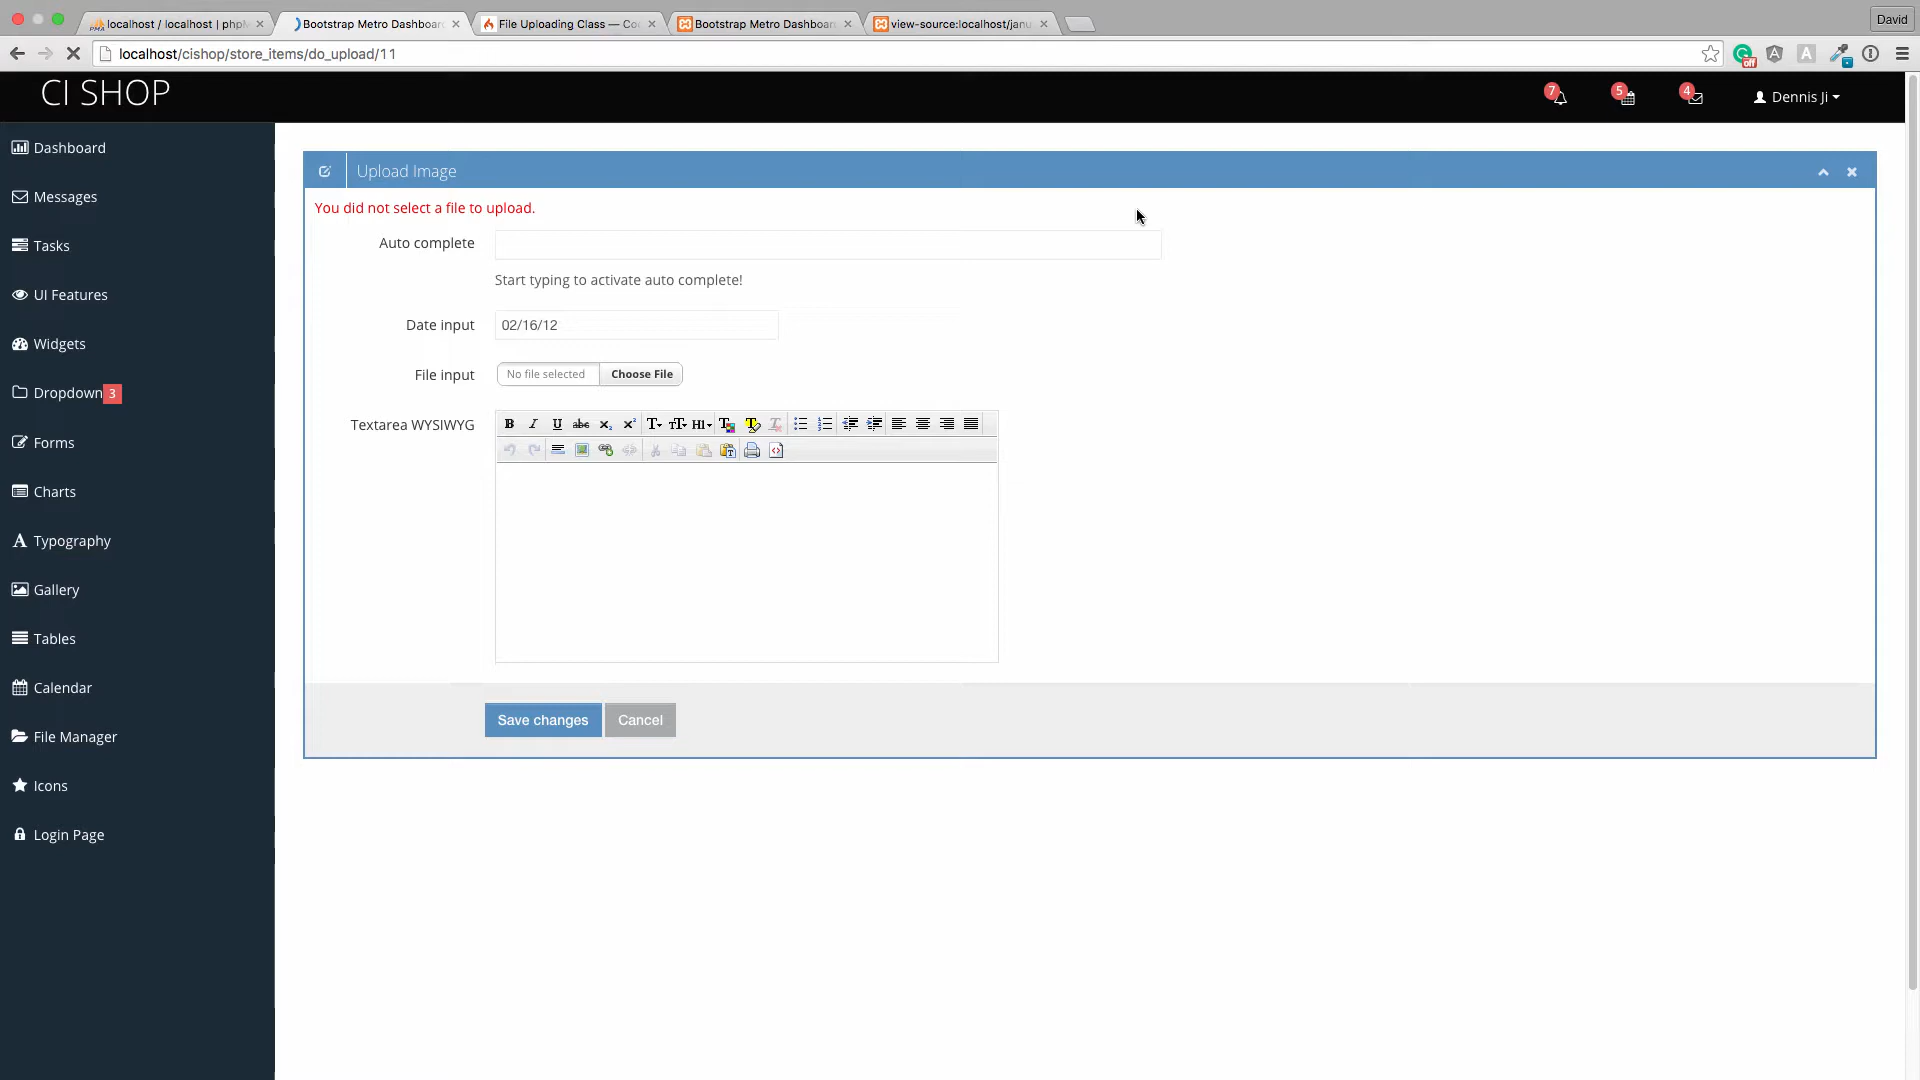 localhost / localhost | phpM
Bootstrap Metro Dashboard
File Uploading Class — Co
Bootstrap Metro Dashboard
view-source:localhost/janu
David
localhost/cishop/store_items/do_upload/11
off
CI SHOP
7
5
4
Dennis Ji
Dashboard
Messages
Tasks
UI Features
Widgets
Dropdown 3
Forms
Charts
Typography
Gallery
Tables
Calendar
File Manager
Icons
Login Page
Upload Image
You did not select a file to upload.
Auto complete
Start typing to activate auto complete!
Date input
02/16/12
File input
No file selected
Choose File
Textarea WYSIWYG
Save changes
Cancel